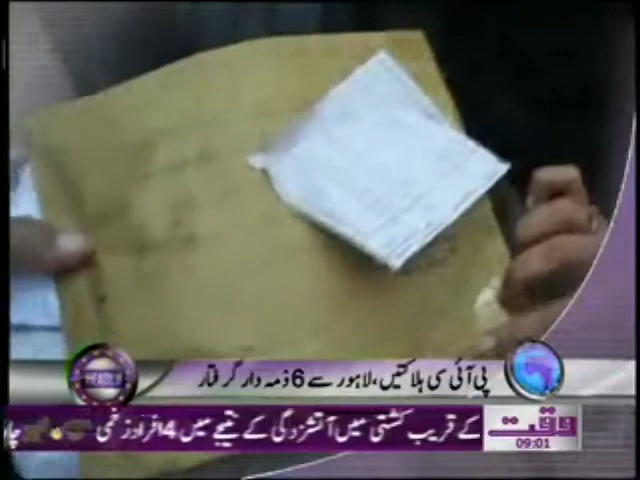 پی آئی سی ہلاکتیں، لاہور سے 6 ذمہ دار گرفتار
کے قریب کشتی میں آتشزدگی کے نتیجے میں 4 افراد زخمی
وقت
09:01